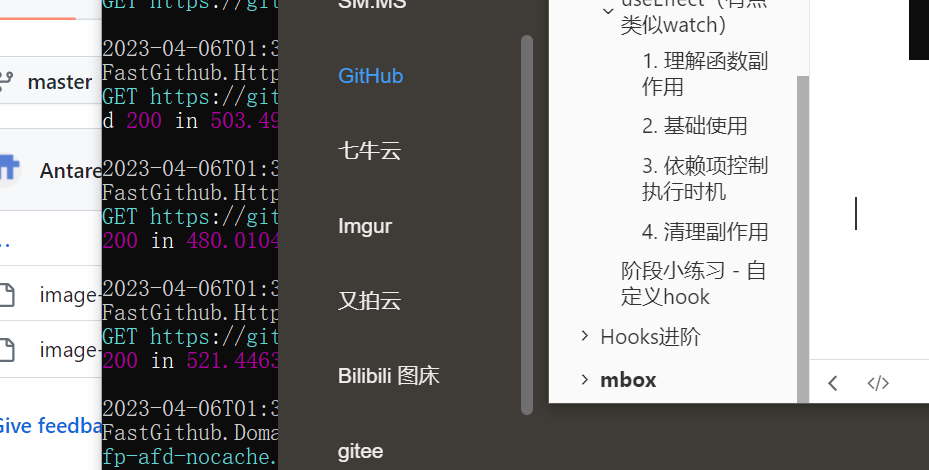 master
Antare
..
image-
image-
Give feedba
GET https://git
2023-04-06T01:3
FastGithub.Http
GET https://git
d 200 in 503.49
2023-04-06T01:3
FastGithub.Http
GET https://git
200 in 480.0104
2023-04-06T01:3
FastGithub.Http
GET https://git
200 in 521.4463
2023-04-06T01:3
FastGithub.Doma
fp-afd-nocache.
SM.MS
GitHub
七牛云
Imgur
又拍云
Bilibili 图床
gitee
useEffect（有点
类似watch）
1. 理解函数副
作用
2. 基础使用
3. 依赖项控制
执行时机
4. 清理副作用
阶段小练习 - 自
定义hook
Hooks进阶
mbox